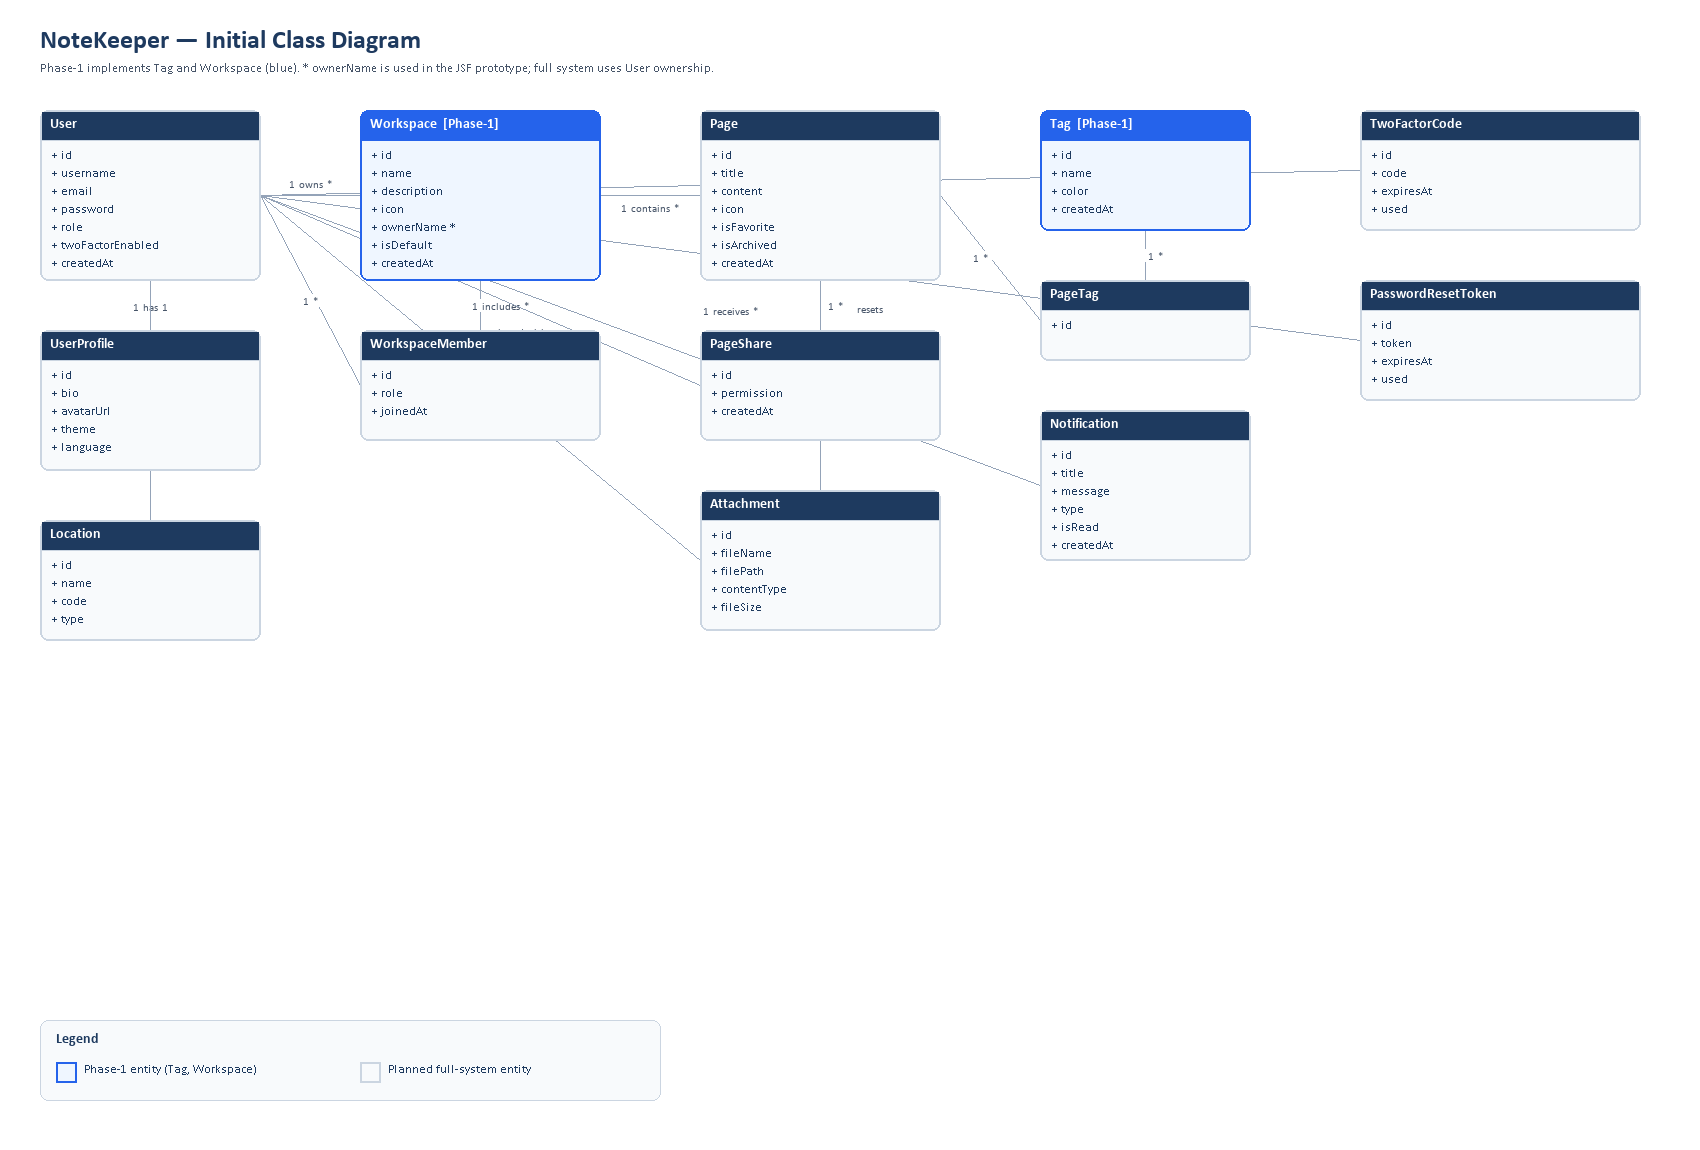 NoteKeeper — Initial Class Diagram
Phase-1 implements Tag and Workspace (blue). * ownerName is used in the JSF prototype; full system uses User ownership.
User
+ id
+ username
+ email
+ password
+ role
+ twoFactorEnabled
+ createdAt
1 owns *
Workspace [Phase-1]
+ id
+ name
+ description
+ icon
+ ownerName *
+ isDefault
+ createdAt
1 contains *
Page
+ id
+ title
+ content
+ icon
+ isFavorite
+ isArchived
+ createdAt
Tag [Phase-1]
+ id
+ name
+ color
+ createdAt
TwoFactorCode
+ id
+ code
+ expiresAt
+ used
1 *
1 *
1 has 1
1 *
1 includes *
1 receives *
1 *
resets
UserProfile
+ id
+ bio
+ avatarUrl
+ theme
+ language
WorkspaceMember
+ id
+ role
+ joinedAt
PageShare
+ id
+ permission
+ createdAt
PageTag
+ id
PasswordResetToken
+ id
+ token
+ expiresAt
+ used
Notification
+ id
+ title
+ message
+ type
+ isRead
+ createdAt
Location
+ id
+ name
+ code
+ type
Attachment
+ id
+ fileName
+ filePath
+ contentType
+ fileSize
Legend
Phase-1 entity (Tag, Workspace)
Planned full-system entity